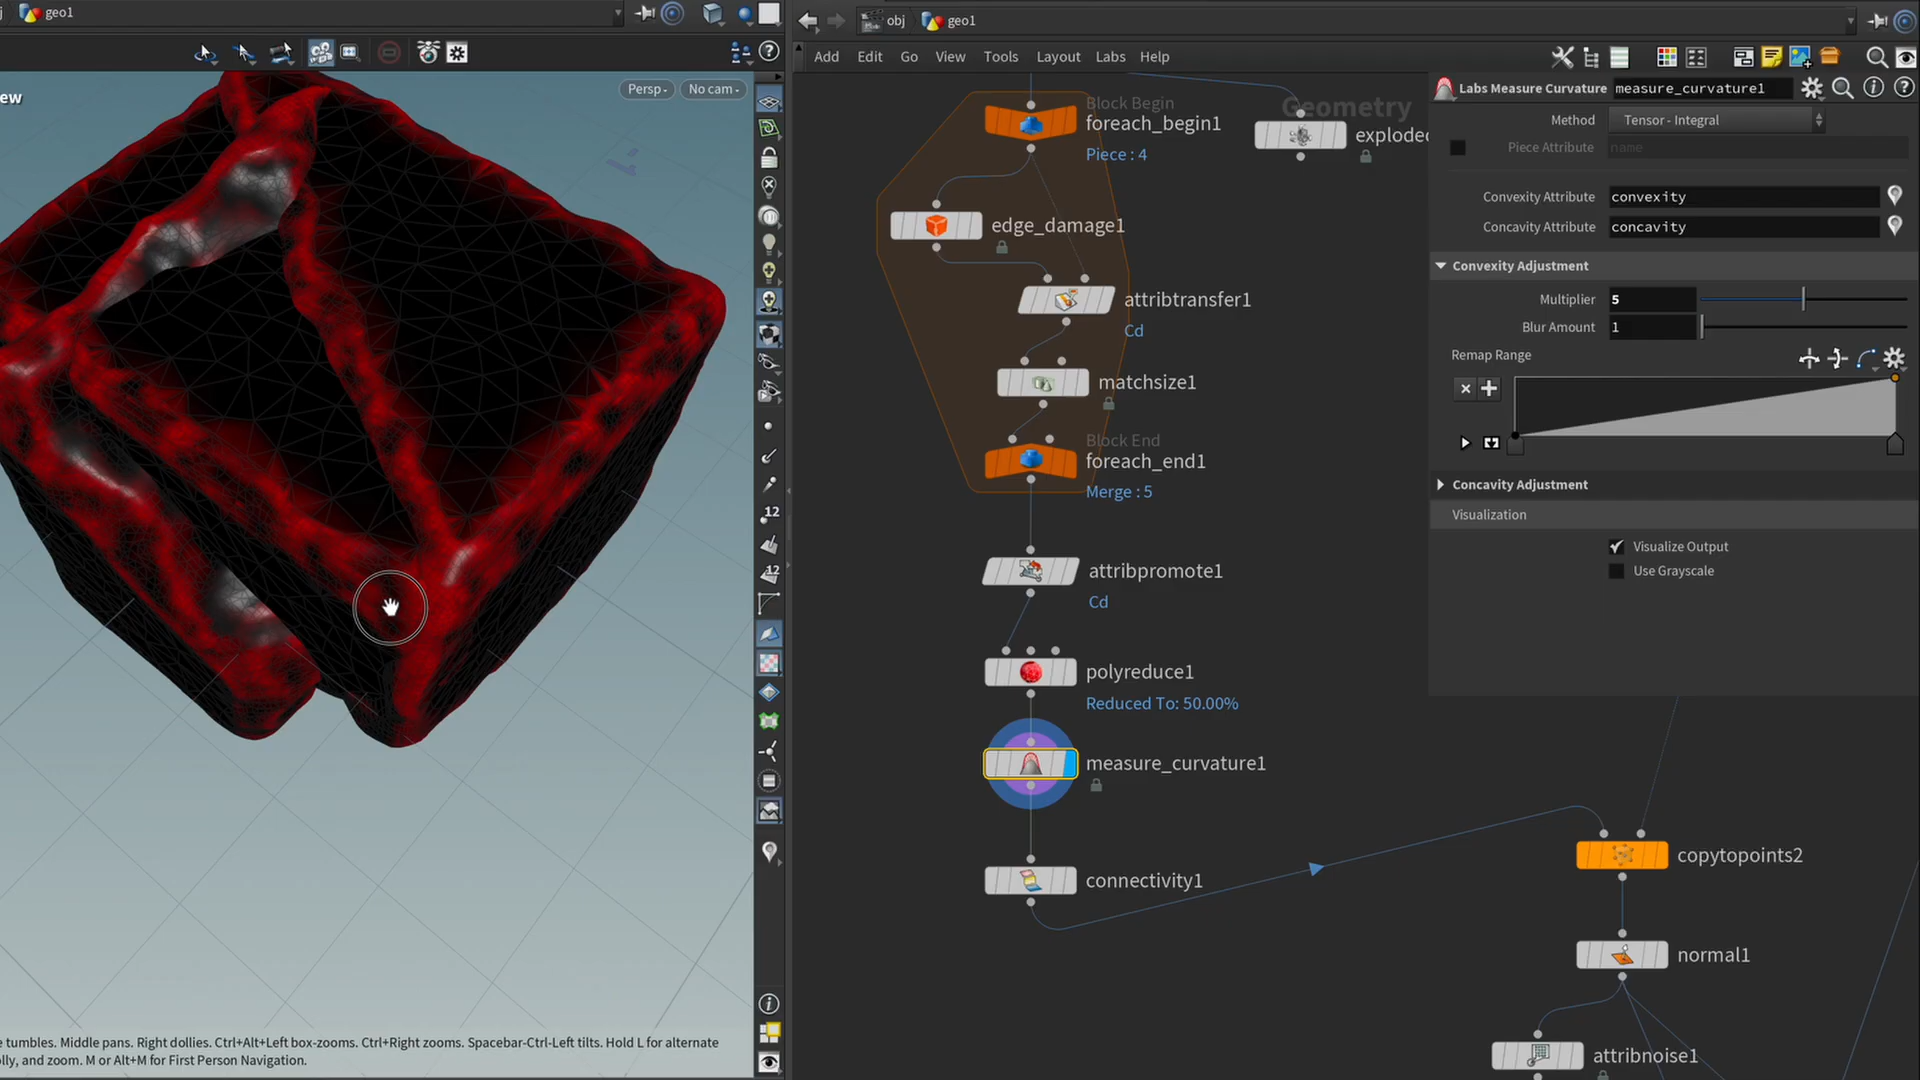 geo1
obj
geo1
Add Edit Go View Tools Layout Labs Help
Labs Measure Curvature measure_curvature1
Persp
No cam
Block Begin
foreach_begin1
Piece : 4
Geometry
Method Tensor - Integral
Piece Attribute name
Convexity Attribute convexity
Concavity Attribute concavity
edge_damage1
Convexity Adjustment
attribtransfer1
Cd
Multiplier 5
Blur Amount 1
Remap Range
matchsize1
Block End
foreach_end1
Merge : 5
Concavity Adjustment
Visualization
Visualize Output
Use Grayscale
12
12
attribpromote1
Cd
polyreduce1
Reduced To: 50.00%
measure_curvature1
connectivity1
copytopoints2
normal1
attribnoise1
tumbles. Middle pans. Right dollies. Ctrl+Alt+Left box-zooms. Ctrl+Right zooms. Spacebar-Ctrl-Left tilts. Hold L for alternate
and zoom. M or Alt+M for First Person Navigation.